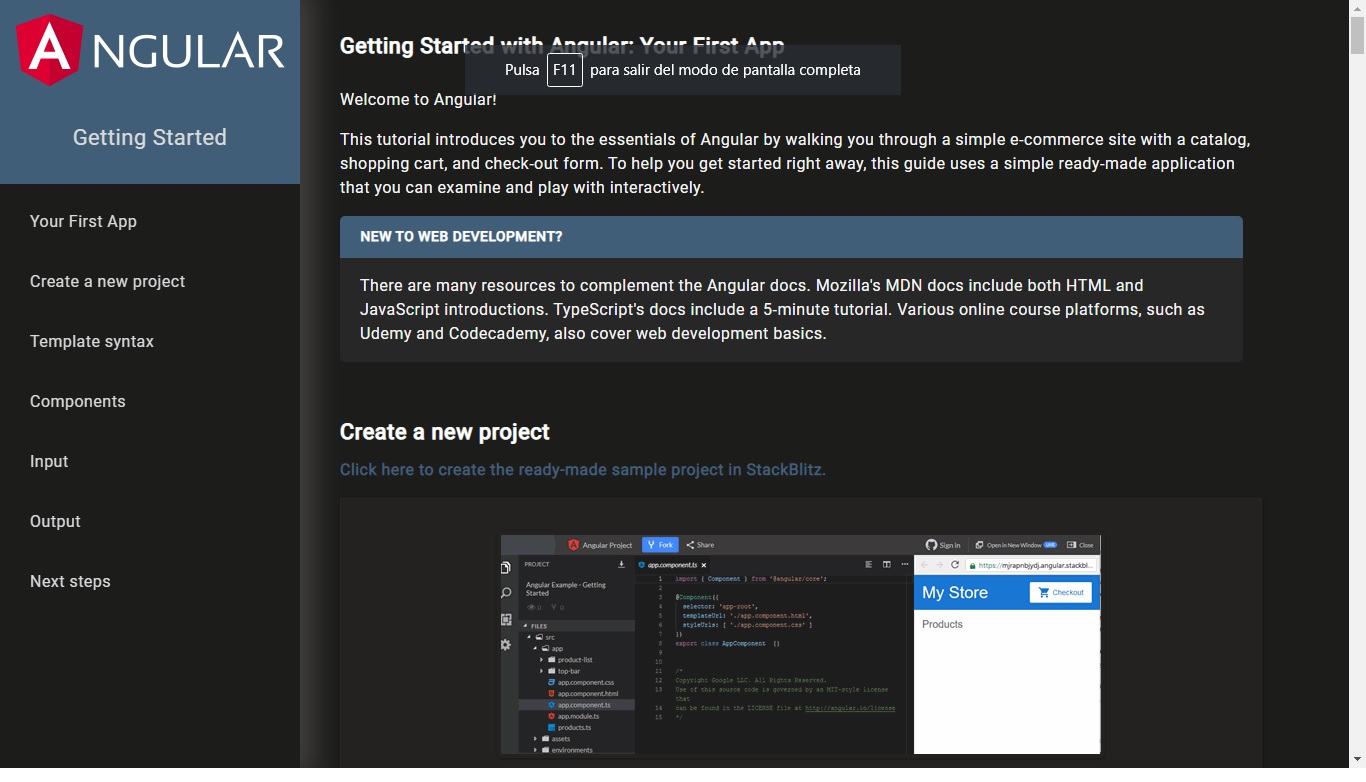 ANGULAR
Getting Started
Your First App
Create a new project
Template syntax
Components
Input
Output
Next steps
Getting Started with Angular: Your First App
Pulsa F11 para salir del modo de pantalla completa
Welcome to Angular!
This tutorial introduces you to the essentials of Angular by walking you through a simple e-commerce site with a catalog,
shopping cart, and check-out form. To help you get started right away, this guide uses a simple ready-made application
that you can examine and play with interactively.
NEW TO WEB DEVELOPMENT?
There are many resources to complement the Angular docs. Mozilla's MDN docs include both HTML and
JavaScript introductions. TypeScript's docs include a 5-minute tutorial. Various online course platforms, such as
Udemy and Codecademy, also cover web development basics.
Create a new project
Click here to create the ready-made sample project in StackBlitz.
Angular Project Fork Share Sign in Open in New Window LIVE Close
PROJECT
Angular Example - Getting
Started
0 0
FILES
src
app
product-list
top-bar
app.component.css
app.component.html
app.component.ts
app.module.ts
products.ts
assets
environments
app.component.ts
1 import { Component } from '@angular/core';
2
3 @Component({
4 selector: 'app-root',
5 templateUrl: './app.component.html',
6 styleUrls: [ './app.component.css' ]
7 })
8 export class AppComponent {}
9
10
11 /*
12 Copyright Google LLC. All Rights Reserved.
13 Use of this source code is governed by an MIT-style license
that
14 can be found in the LICENSE file at http://angular.io/license
15 */
https://mjrapnbjydj.angular.stackbl...
My Store
Checkout
Products